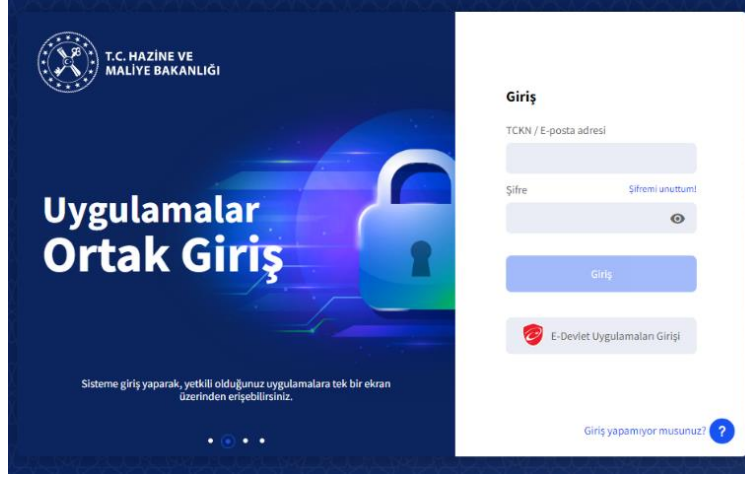 T.C. HAZİNE VE
MALİYE BAKANLIĞI
Uygulamalar
Ortak Giriş
Sisteme giriş yaparak, yetkili olduğunuz uygulamalara tek bir ekran
üzerinden erişebilirsiniz.
Giriş
TCKN / E-posta adresi
Şifre
Şifremi unuttum!
Giriş
E-Devlet Uygulamaları Girişi
Giriş yapamıyor musunuz? ?